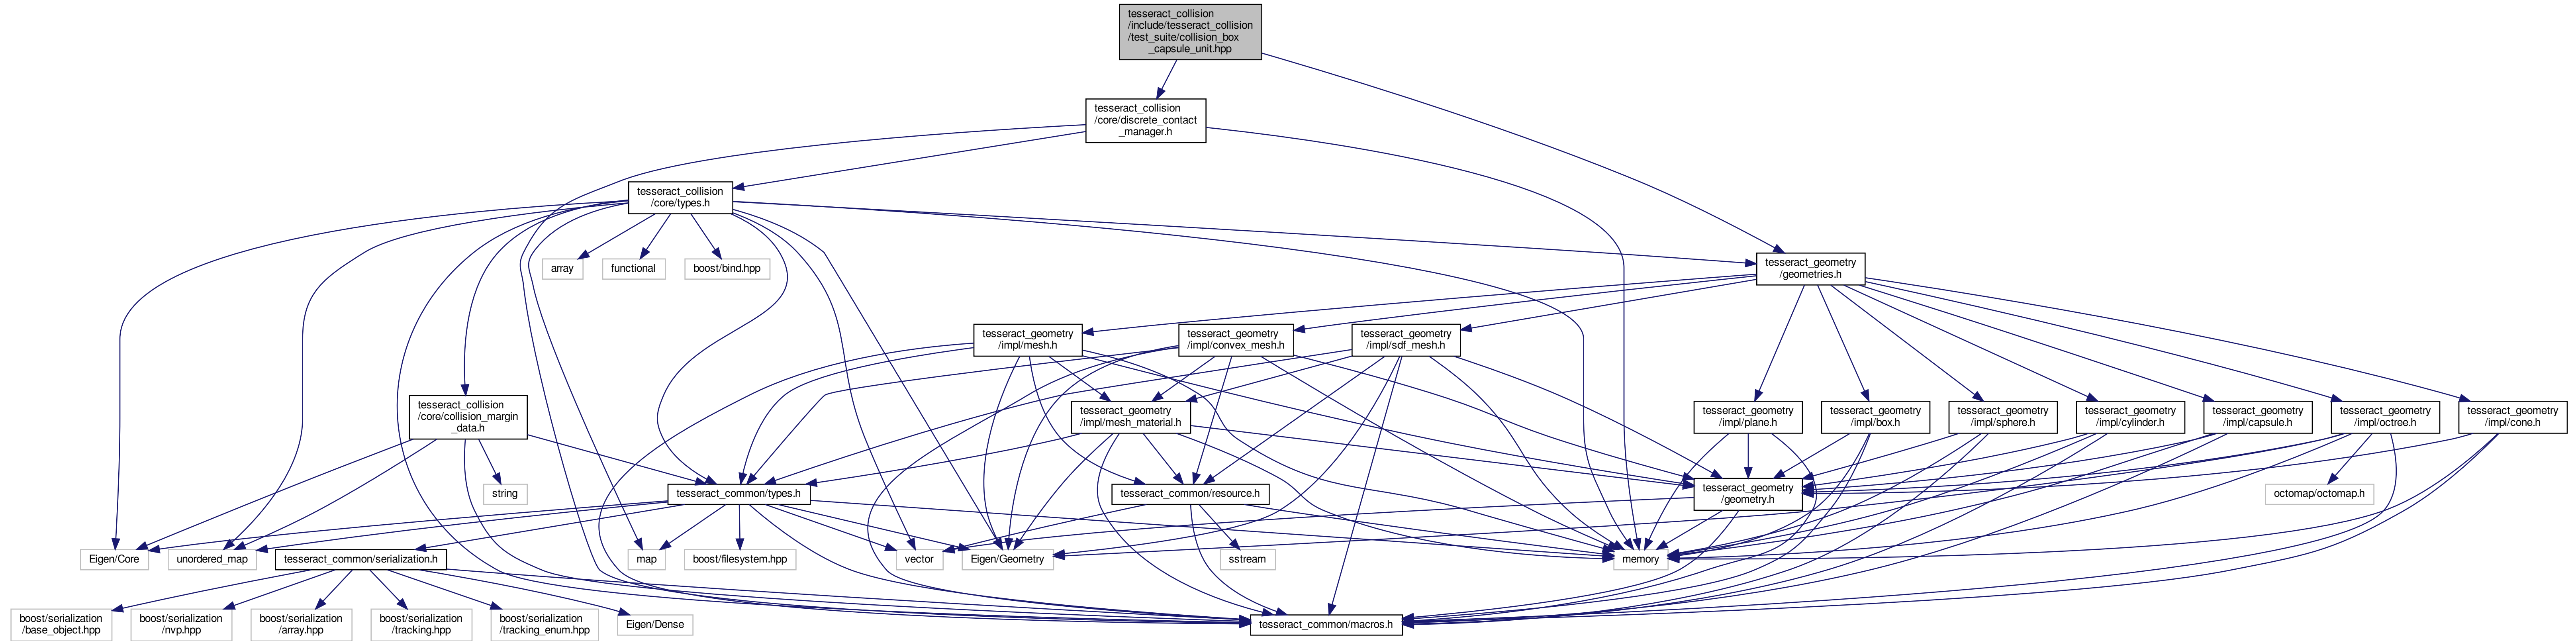 tesseract_collision
/include/tesseract_collision
/test_suite/collision_box
_capsule_unit.hpp
tesseract_collision
/core/discrete_contact
_manager.h
tesseract_collision
/core/types.h
array
functional
boost/bind.hpp
tesseract_geometry
/geometries.h
tesseract_geometry
/impl/mesh.h
tesseract_geometry
/impl/convex_mesh.h
tesseract_geometry
/impl/sdf_mesh.h
tesseract_collision
/core/collision_margin
_data.h
tesseract_geometry
/impl/mesh_material.h
tesseract_geometry
/impl/plane.h
tesseract_geometry
/impl/box.h
tesseract_geometry
/impl/sphere.h
tesseract_geometry
/impl/cylinder.h
tesseract_geometry
/impl/capsule.h
tesseract_geometry
/impl/octree.h
tesseract_geometry
/impl/cone.h
string
tesseract_common/types.h
tesseract_common/resource.h
tesseract_geometry
/geometry.h
octomap/octomap.h
Eigen/Core
unordered_map
tesseract_common/serialization.h
map
boost/filesystem.hpp
vector
Eigen/Geometry
sstream
memory
boost/serialization
/base_object.hpp
boost/serialization
/nvp.hpp
boost/serialization
/array.hpp
boost/serialization
/tracking.hpp
boost/serialization
/tracking_enum.hpp
Eigen/Dense
tesseract_common/macros.h